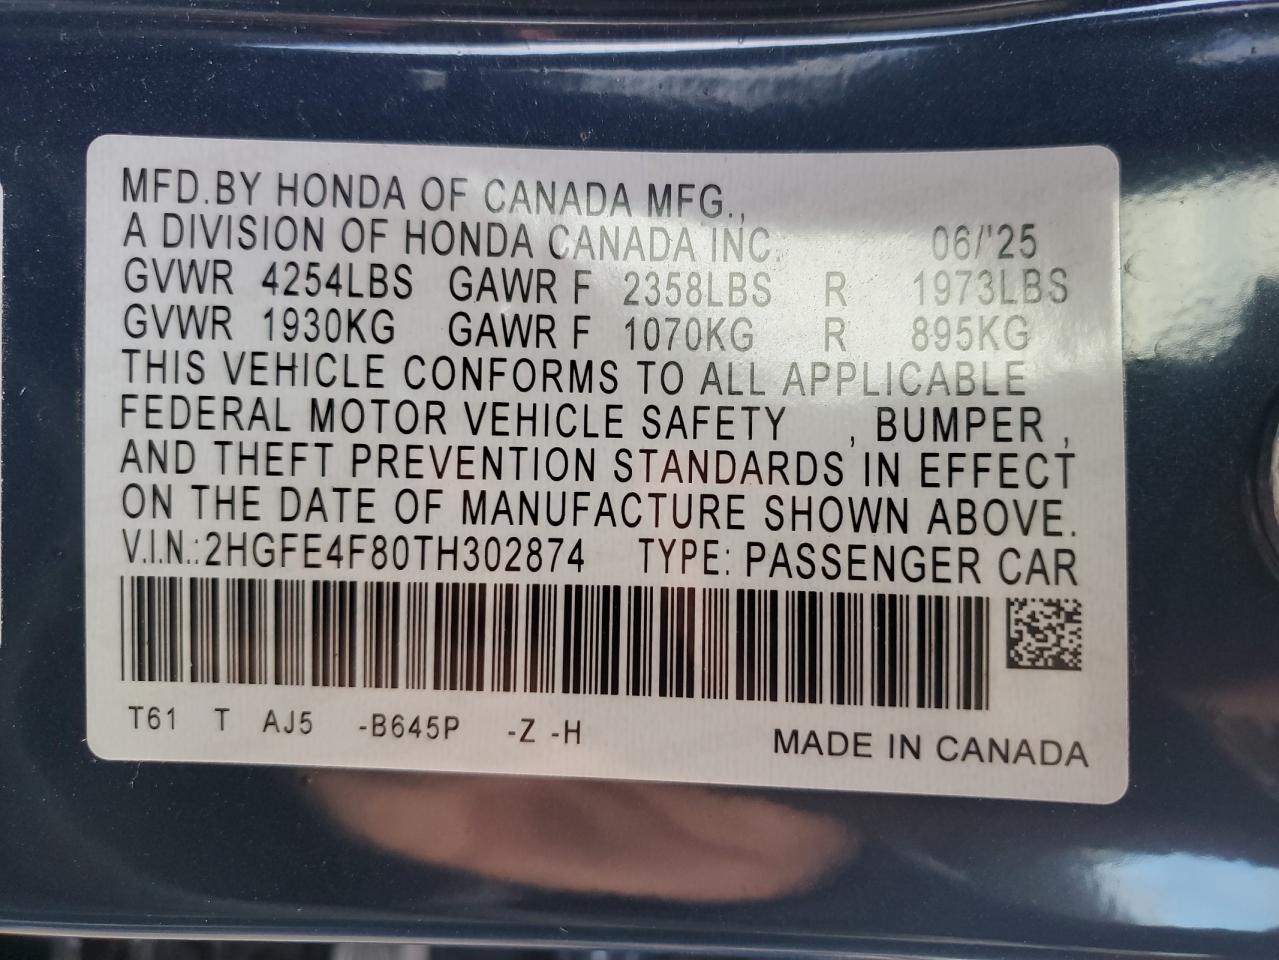 MFD.BY HONDA OF CANADA MFG.,
A DIVISION OF HONDA CANADA INC. 06/'25
GVWR 4254LBS GAWR F 2358LBS R 1973LBS
GVWR 1930KG GAWR F 1070KG R 895KG
THIS VEHICLE CONFORMS TO ALL APPLICABLE
FEDERAL MOTOR VEHICLE SAFETY , BUMPER ,
AND THEFT PREVENTION STANDARDS IN EFFECT
ON THE DATE OF MANUFACTURE SHOWN ABOVE.
V.I.N.:2HGFE4F80TH302874 TYPE: PASSENGER CAR
T61 T AJ5 -B645P -Z -H
MADE IN CANADA